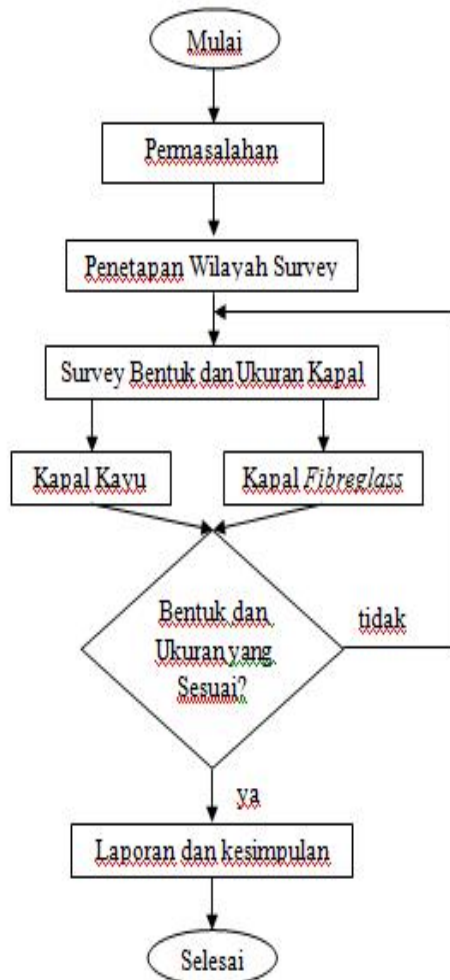 Mulai
Permasalahan
Penetapan Wilayah Survey
Survey Bentuk dan Ukuran Kapal
Kapal Kayu
Kapal Fibreglass
Bentuk dan
Ukuran yang
Sesuai?
tidak
ya
Laporan dan kesimpulan
Selesai